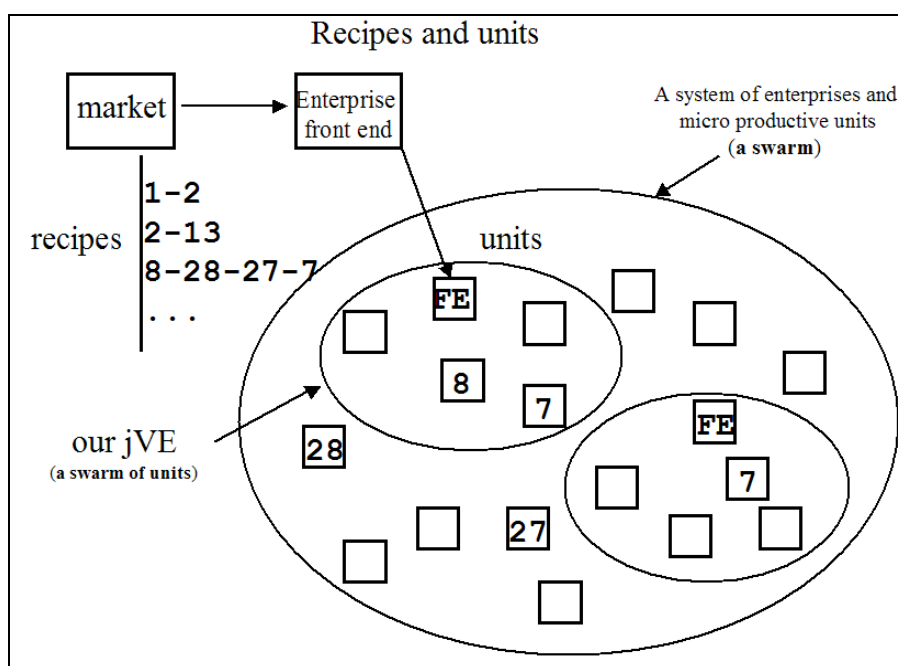 Recipes and units
market
Enterprise
front end
A system of enterprises and
micro productive units
(a swarm)
recipes
1-2
2-13
8-28-27-7
...
units
FE
8
7
our jVE
(a swarm of units)
28
FE
7
27